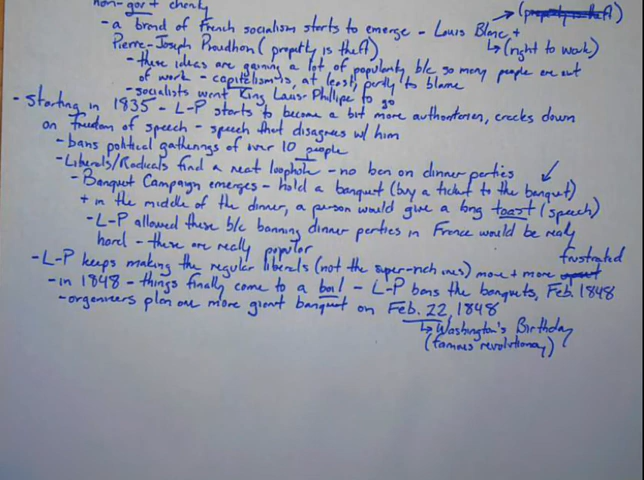 non-gov + charity
- a brand of French socialism starts to emerge - Louis Blanc + → (property is theft)
Pierre-Joseph Proudhon (property is theft) ↳ (right to work)
- these ideas are gaining a lot of popularity b/c so many people are out
of work - capitalism is, at least, partly to blame
- socialists want King Louis-Phillipe to go
- Starting in 1835 - L-P starts to become a bit more authoritarian, cracks down
on freedom of speech - speech that disagrees w/ him
- bans political gatherings of over 10 people
- Liberals/Radicals find a neat loophole - no ban on dinner parties
- Banquet Campaign emerges - hold a banquet (buy a ticket to the banquet)
+ in the middle of the dinner, a person would give a long toast (speech)
- L-P allowed these b/c banning dinner parties in France would be really
hard - these are really popular
frustrated
- L-P keeps making the regular liberals (not the super-rich ones) more + more
- in 1848 - things finally come to a boil - L-P bans the banquets, Feb. 1848
- organizers plan one more giant banquet on Feb. 22, 1848
↳ Washington's Birthday
(famous revolutionary)